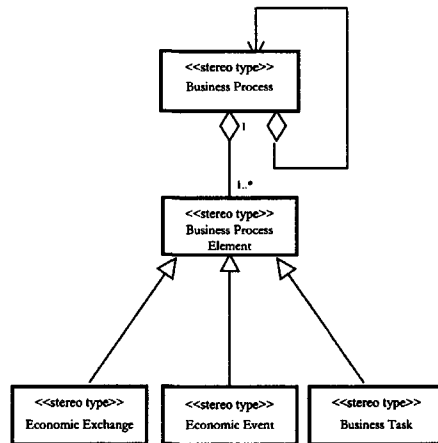 <<stereo type>>
Business Process
1
1..*
<<stereo type>>
Business Process
Element
<<stereo type>>
Economic Exchange
<<stereo type>>
Economic Event
<<stereo type>>
Business Task